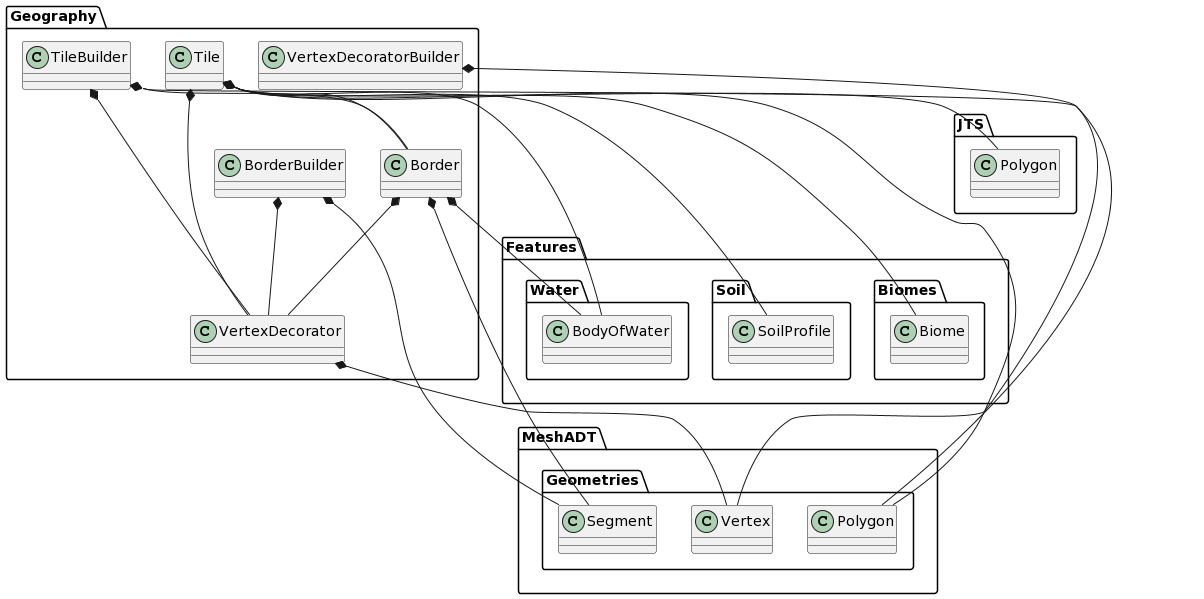 Geography
C TileBuilder
C Tile
C VertexDecoratorBuilder
JTS
C BorderBuilder
C Border
C Polygon
Features
Water
Soil
Biomes
C VertexDecorator
C BodyOfWater
C SoilProfile
C Biome
MeshADT
Geometries
C Segment
C Vertex
C Polygon